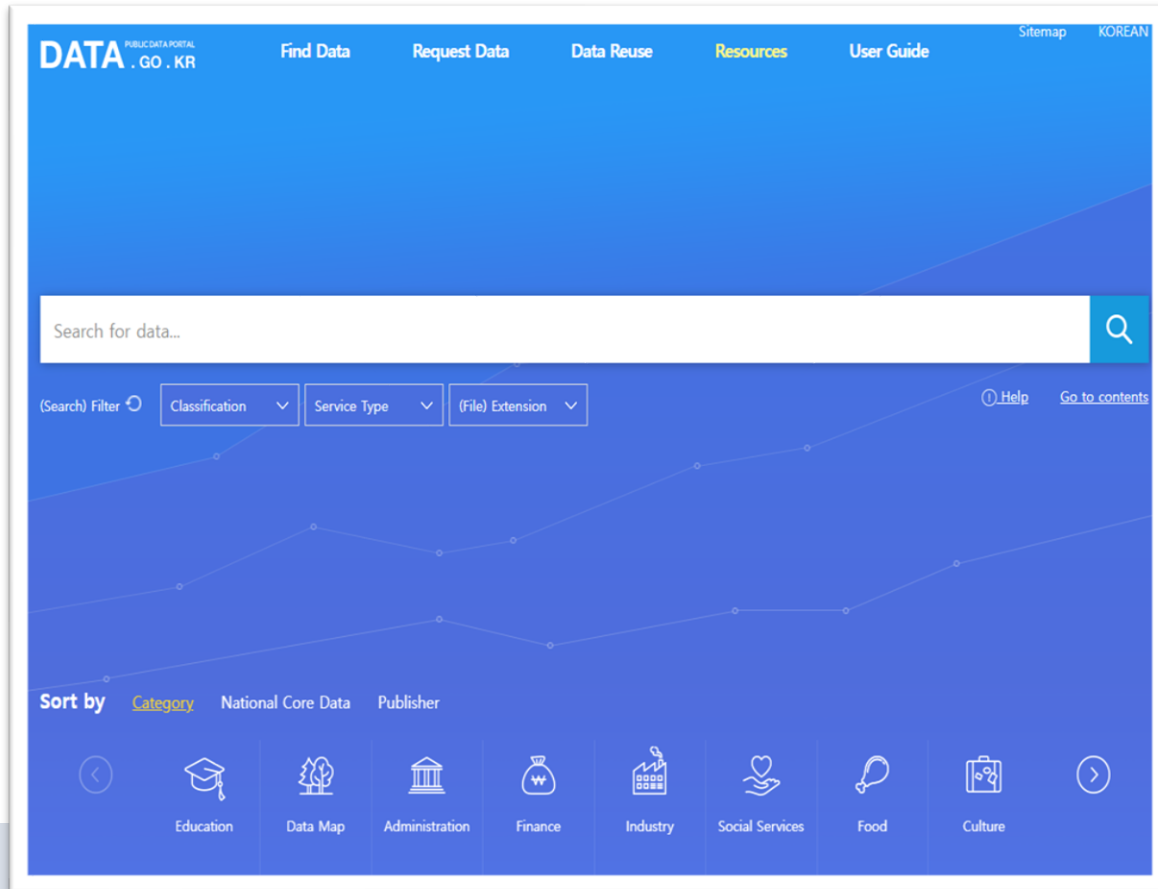 Sitemap KOREAN
DATA PUBLIC DATA PORTAL
. GO . KR
Find Data Request Data Data Reuse Resources User Guide
Search for data...
(Search) Filter Classification Service Type (File) Extension Help Go to contents
Sort by Category National Core Data Publisher
Education Data Map Administration Finance Industry Social Services Food Culture